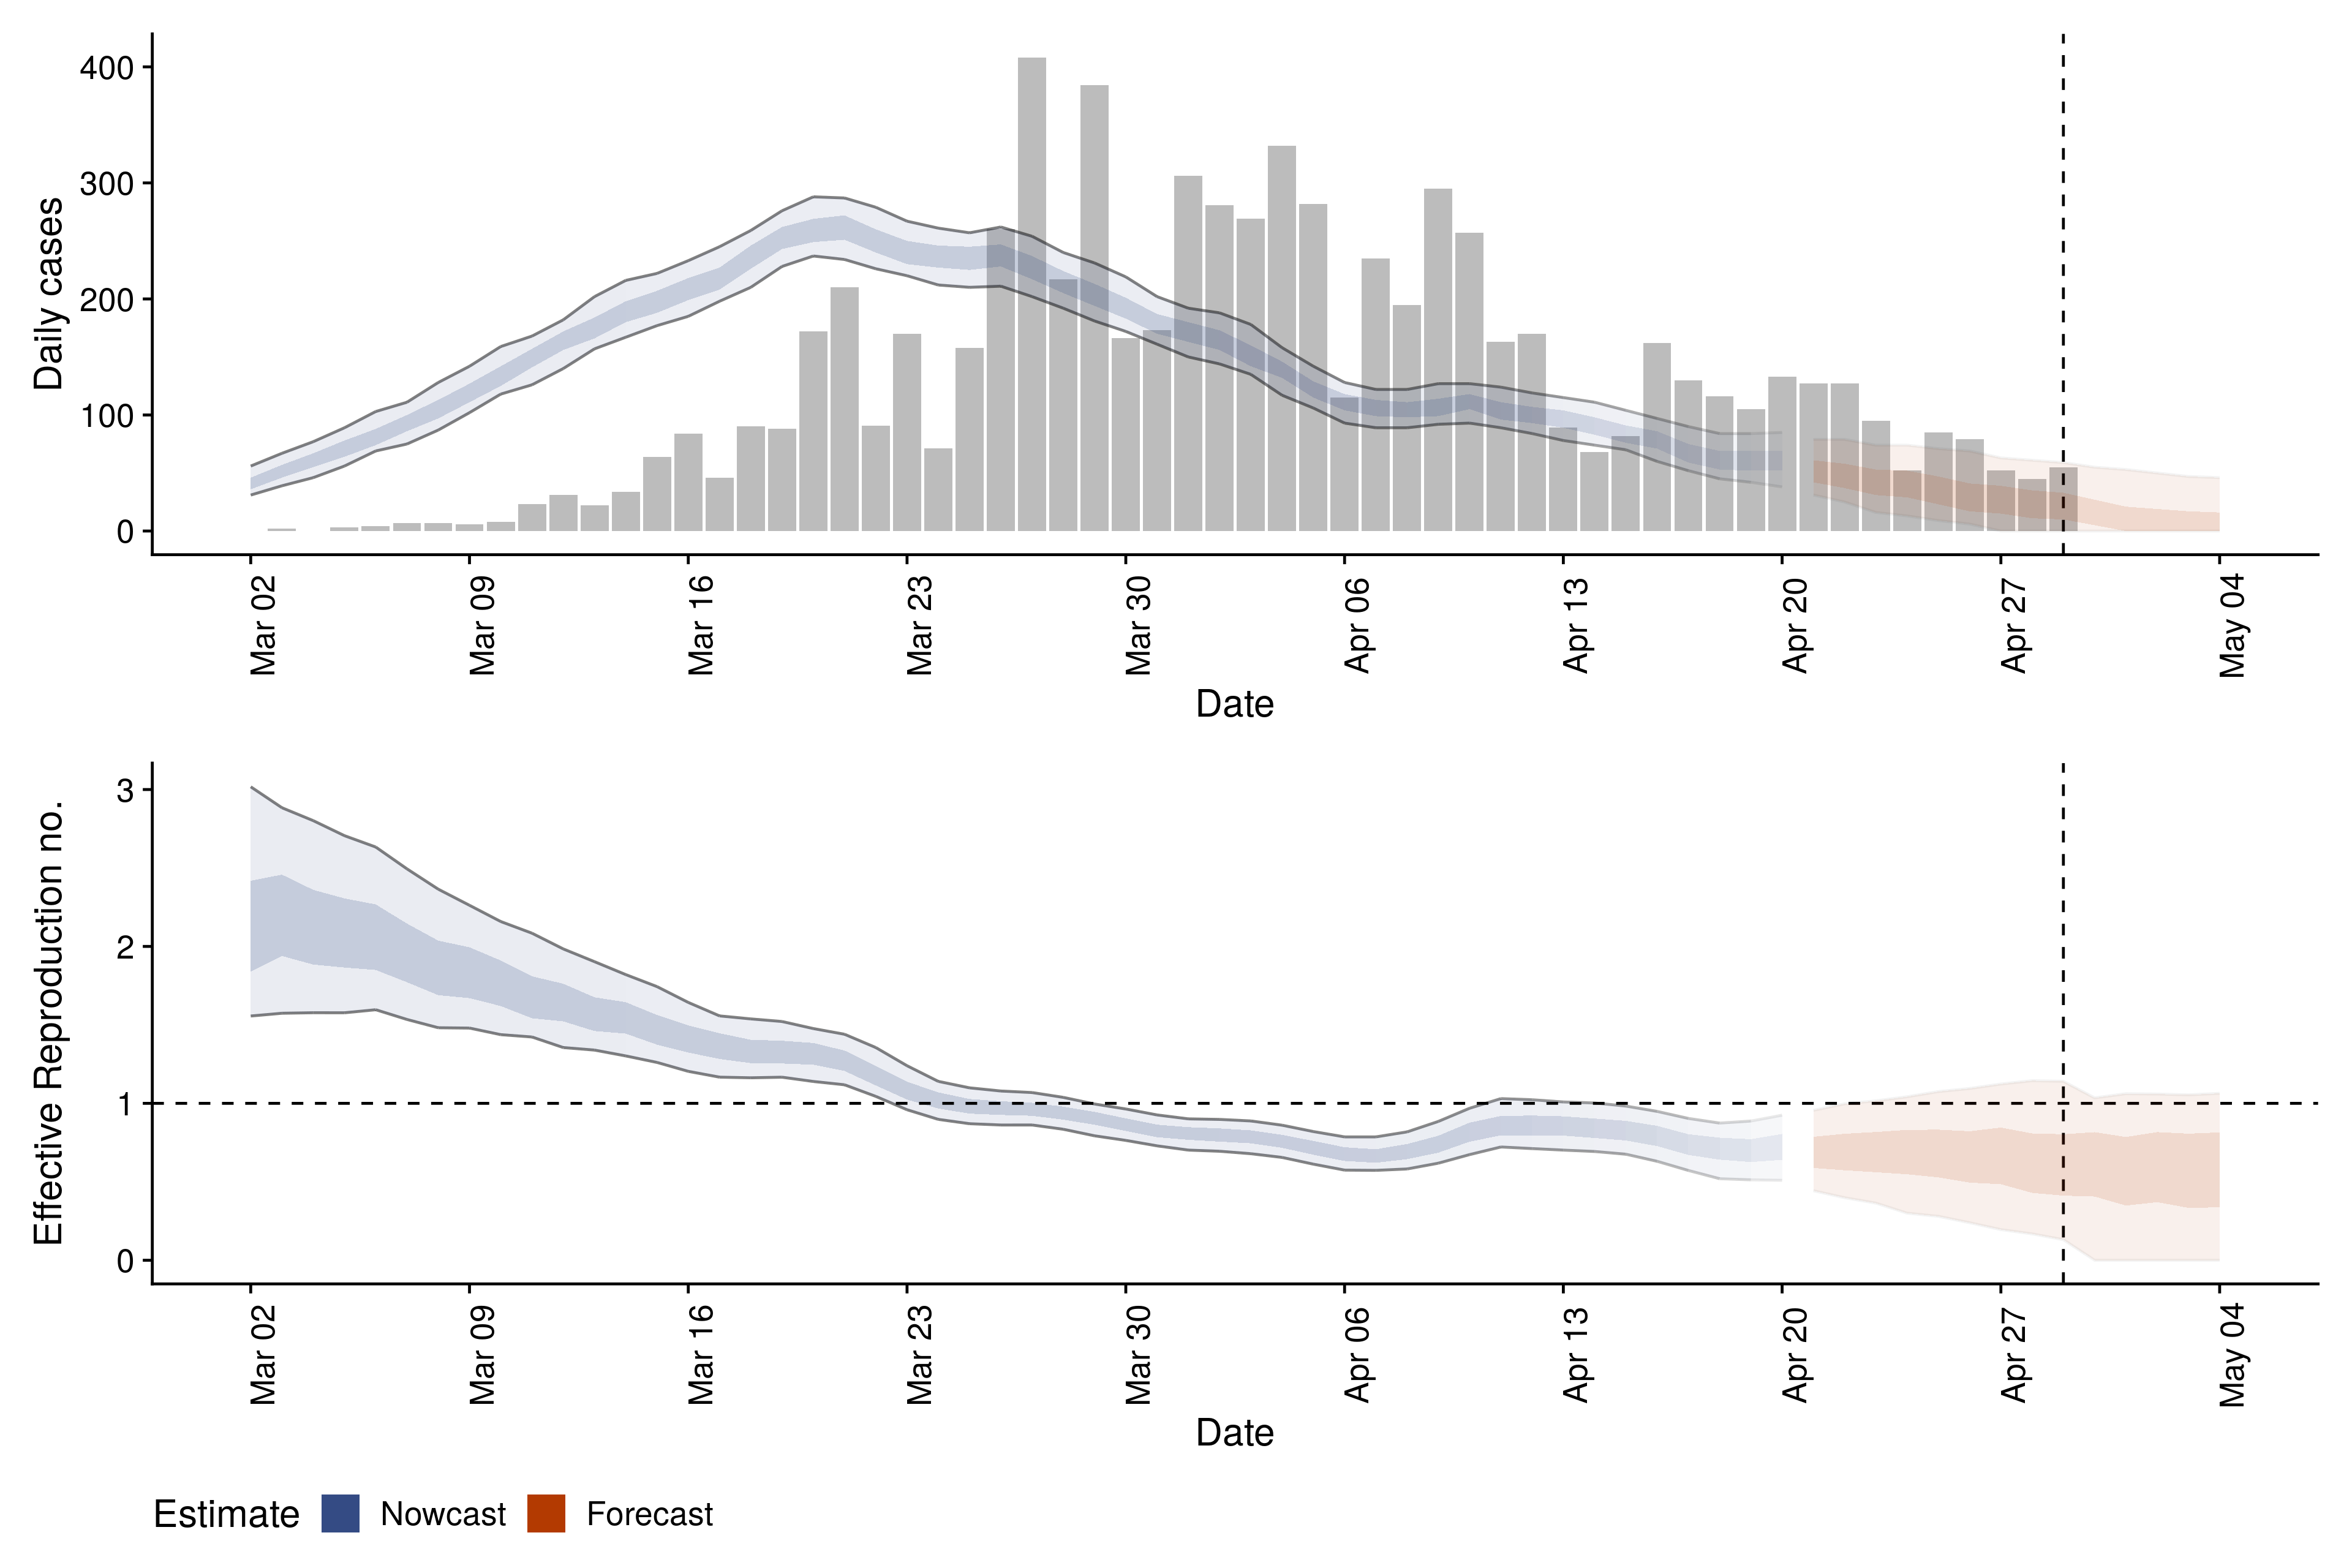 Daily cases
400
300
200
100
0
Mar 02
Mar 09
Mar 16
Mar 23
Mar 30
Apr 06
Apr 13
Apr 20
Apr 27
May 04
Date
Effective Reproduction no.
3
2
1
0
Mar 02
Mar 09
Mar 16
Mar 23
Mar 30
Apr 06
Apr 13
Apr 20
Apr 27
May 04
Date
Estimate Nowcast Forecast